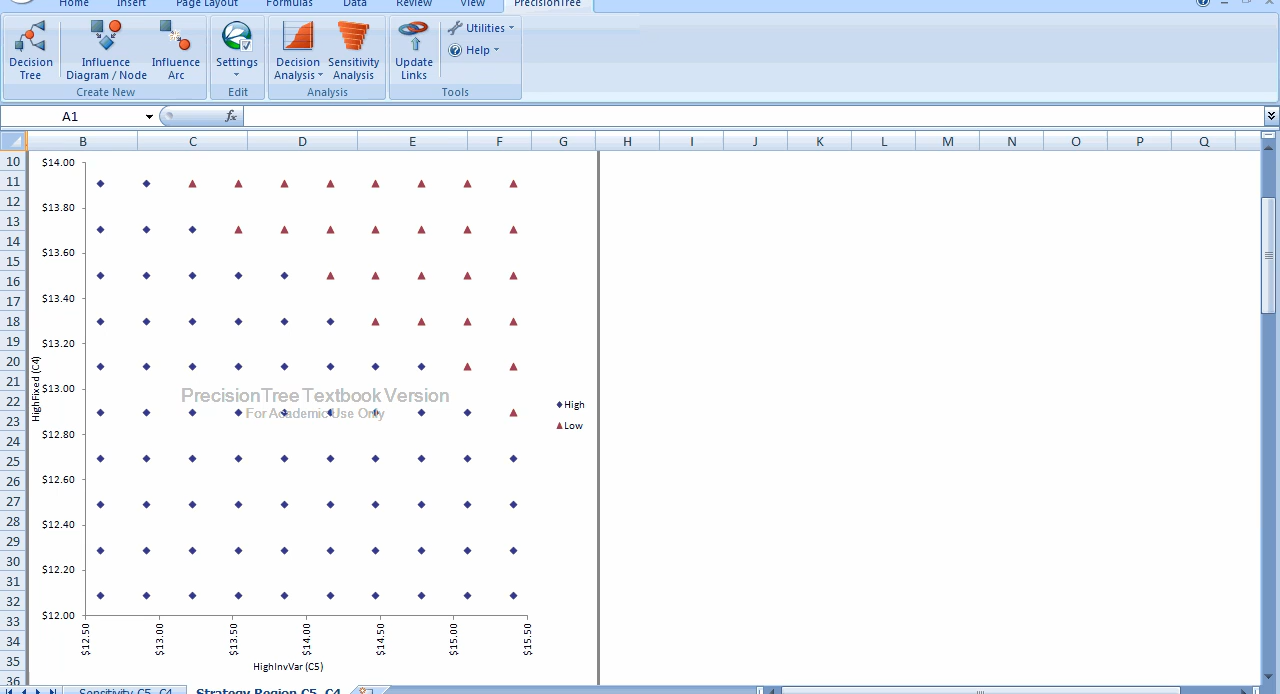 Home Insert Page Layout Formulas Data Review View PrecisionTree
Decision Tree
Influence Diagram / Node
Influence Arc
Create New
Settings
Edit
Decision Analysis
Sensitivity Analysis
Analysis
Update Links
Utilities
Help
Tools
A1 fx
B C D E F G H I J K L M N O P Q
10
11
12
13
14
15
16
17
18
19
20
21
22
23
24
25
26
27
28
29
30
31
32
33
34
35
36
$14.00
$13.80
$13.60
$13.40
$13.20
$13.00
$12.80
$12.60
$12.40
$12.20
$12.00
HighFixed (C4)
PrecisionTree Textbook Version
For Academic Use Only
High
Low
$12.50 $13.00 $13.50 $14.00 $14.50 $15.00 $15.50
HighInvVar (C5)
Sensitivity C5, C4 Strategy Region C5, C4